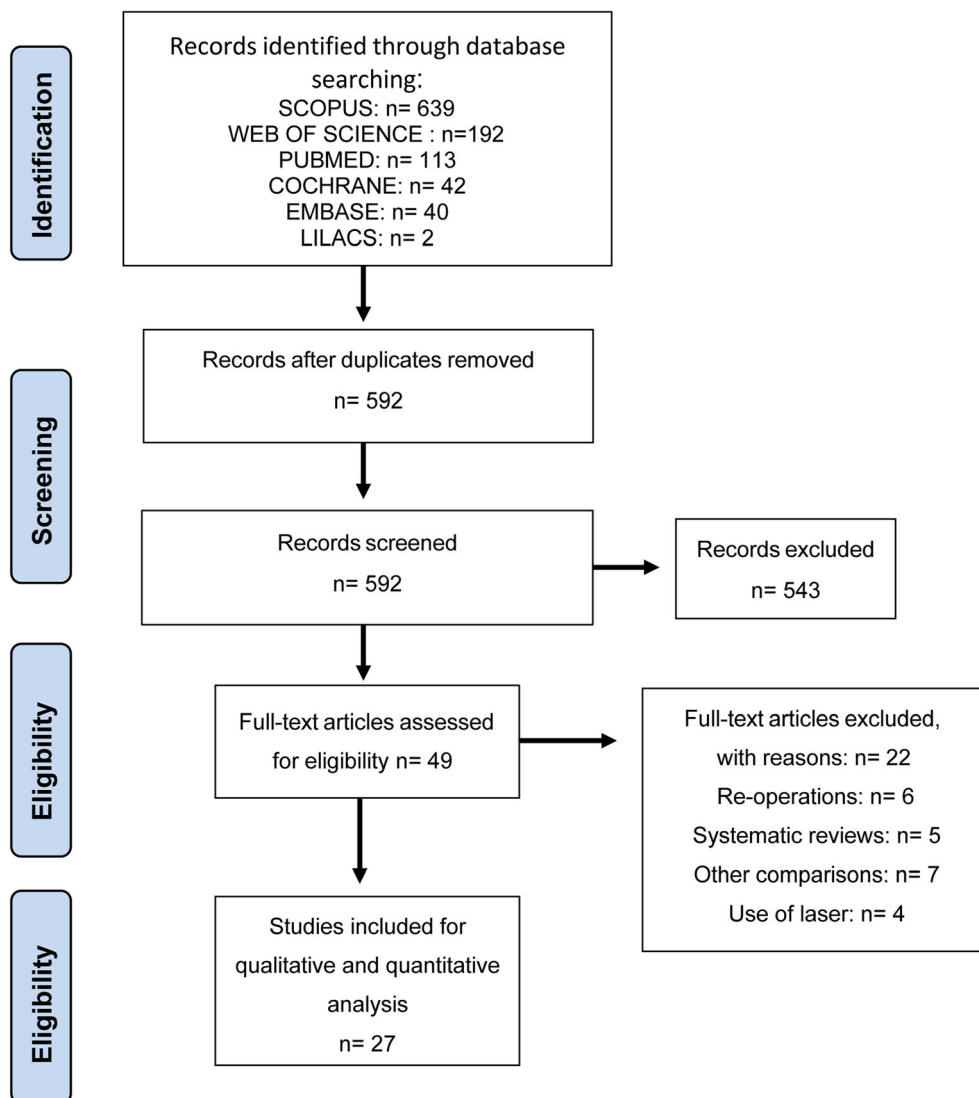 Identification
Records identified through database
searching:
SCOPUS: n= 639
WEB OF SCIENCE : n=192
PUBMED: n= 113
COCHRANE: n= 42
EMBASE: n= 40
LILACS: n= 2
Screening
Records after duplicates removed
n= 592
Records screened
n= 592
Records excluded
n= 543
Eligibility
Full-text articles assessed
for eligibility n= 49
Full-text articles excluded,
with reasons: n= 22
Re-operations: n= 6
Systematic reviews: n= 5
Other comparisons: n= 7
Use of laser: n= 4
Eligibility
Studies included for
qualitative and quantitative
analysis
n= 27